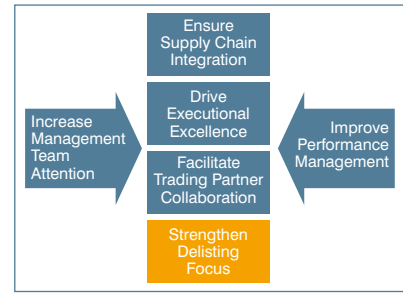 Ensure
Supply Chain
Integration
Drive
Executional
Excellence
Increase
Management
Team
Attention
Improve
Performance
Management
Facilitate
Trading Partner
Collaboration
Strengthen
Delisting
Focus